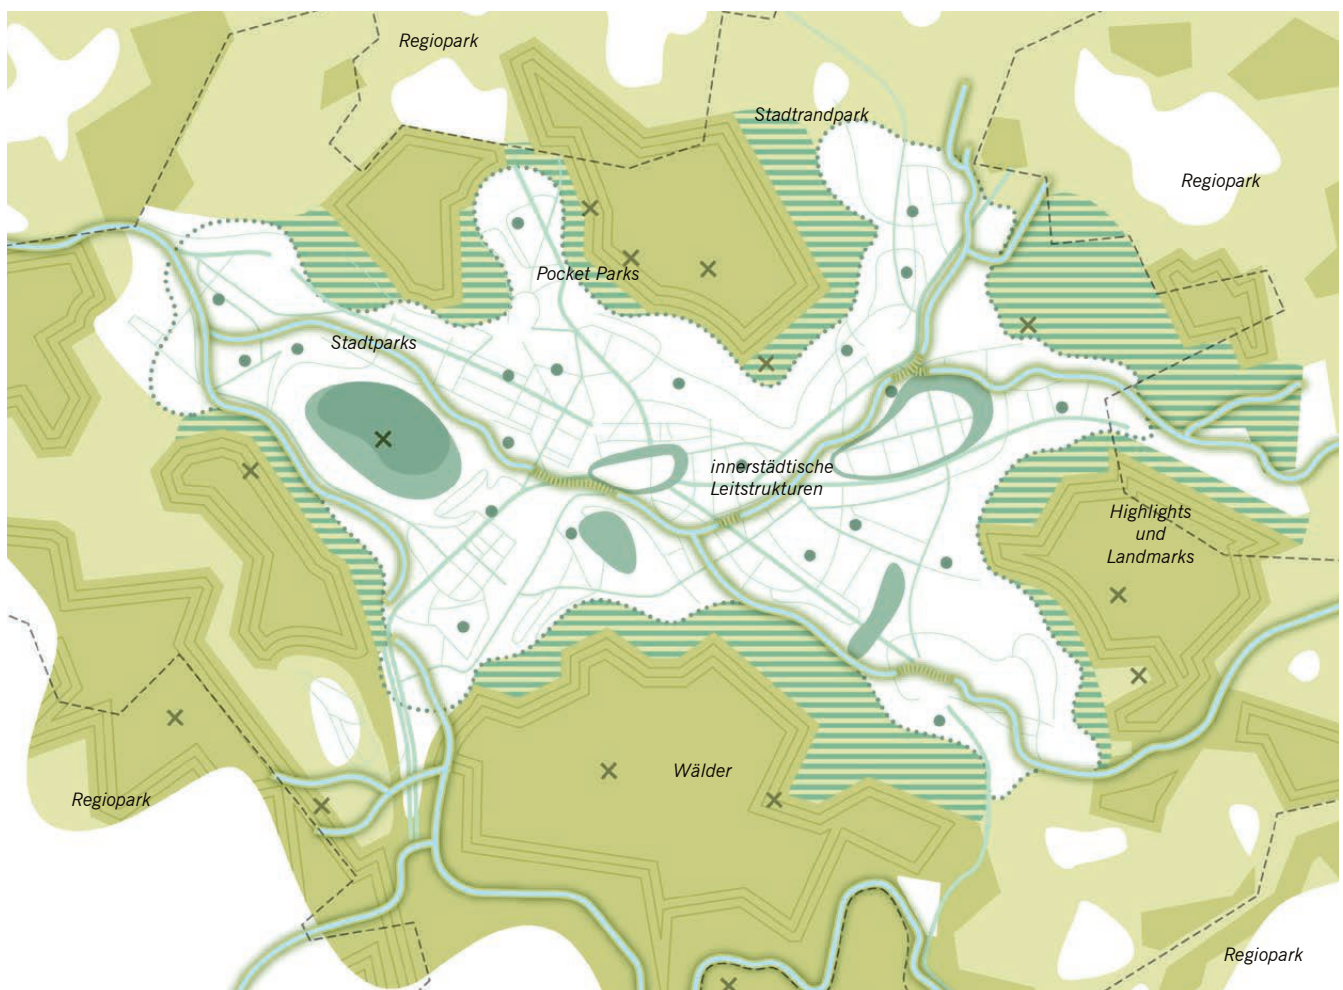 Regiopark
Stadtrandpark
Regiopark
Pocket Parks
Stadtparks
innerstädtische
Leitstrukturen
Highlights
und
Landmarks
Wälder
Regiopark
Regiopark